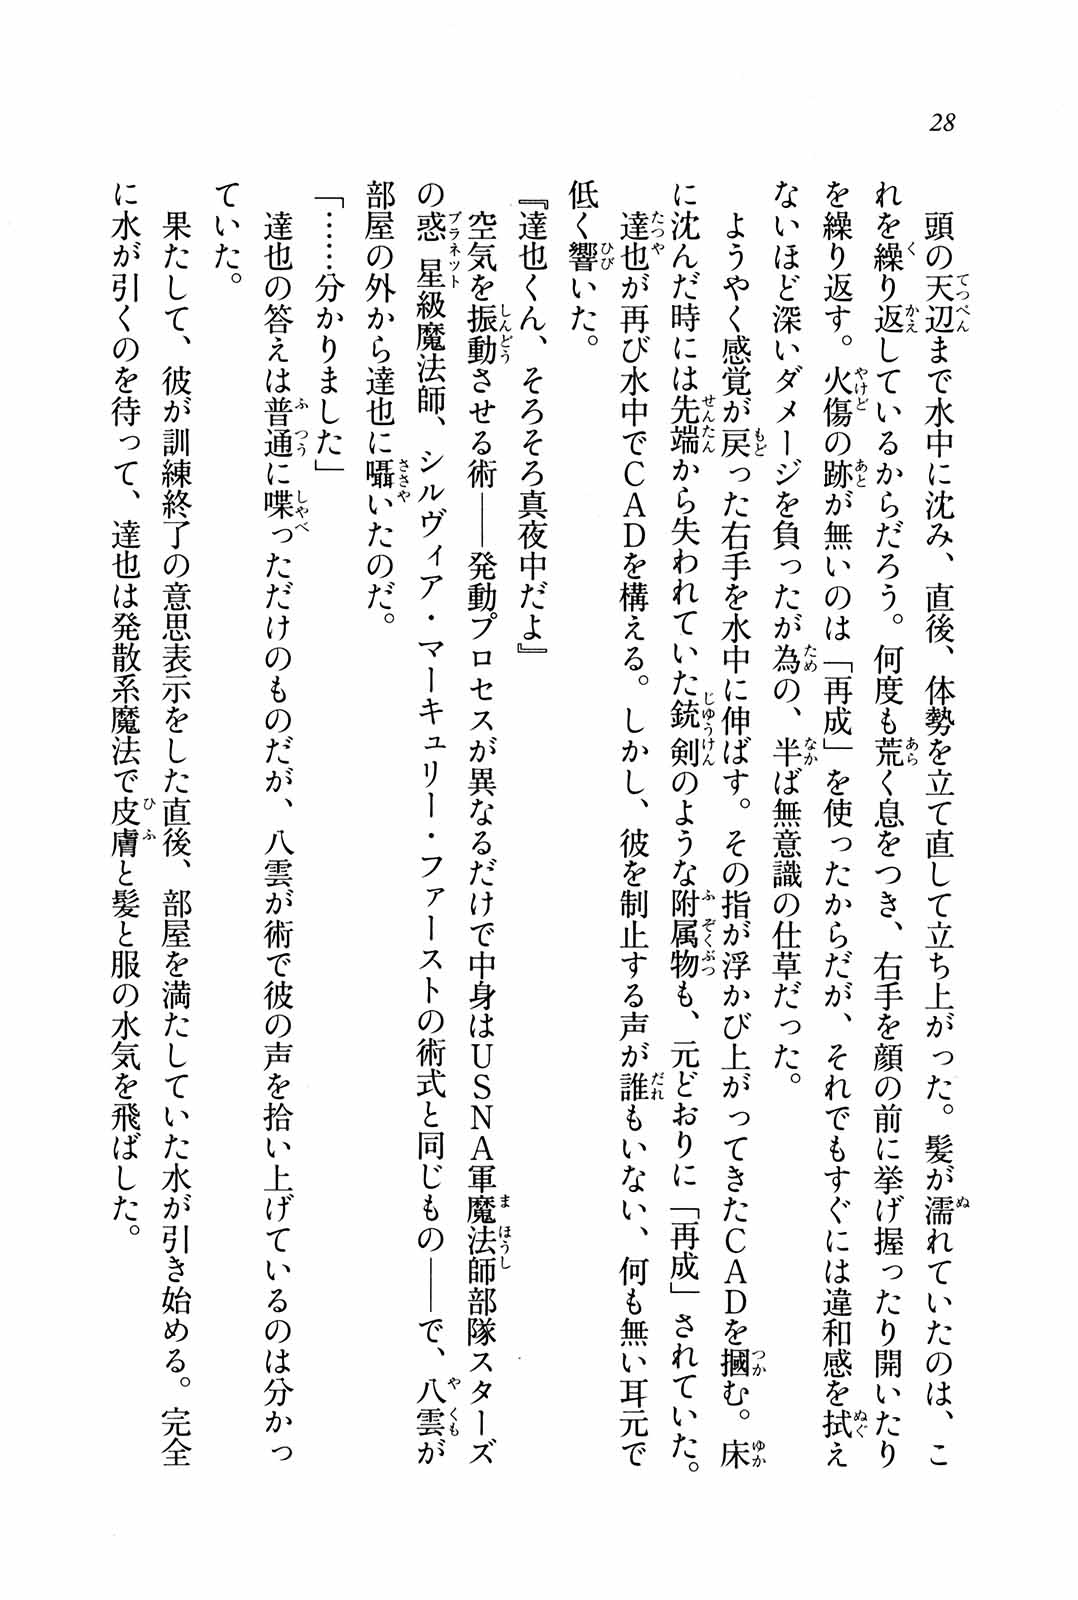 28
頭の天辺まで水中に沈み、直後、体勢を立て直して立ち上がった。髪が濡れていたのは、こ
れを繰り返しているからだろう。何度も荒く息をつき、右手を顔の前に挙げ握ったり開いたり
を繰り返す。火傷の跡が無いのは「再成」を使ったからだが、それでもすぐには違和感を拭え
ないほど深いダメージを負ったが為の、半ば無意識の仕草だった。
ようやく感覚が戻った右手を水中に伸ばす。その指が浮かび上がってきたCADを摑む。床
に沈んだ時には先端から失われていた銃剣のような附属物も、元どおりに「再成」されていた。
達也が再び水中でCADを構える。しかし、彼を制止する声が誰もいない、何も無い耳元で
低く響いた。
『達也くん、そろそろ真夜中だよ』
空気を振動させる術――発動プロセスが異なるだけで中身はUSNA軍魔法師部隊スターズ
の惑星級魔法師、シルヴィア・マーキュリー・ファーストの術式と同じもの――で、八雲が
部屋の外から達也に囁いたのだ。
「……分かりました」
達也の答えは普通に喋っただけのものだが、八雲が術で彼の声を拾い上げているのは分かっ
ていた。
果たして、彼が訓練終了の意思表示をした直後、部屋を満たしていた水が引き始める。完全
に水が引くのを待って、達也は発散系魔法で皮膚と髪と服の水気を飛ばした。